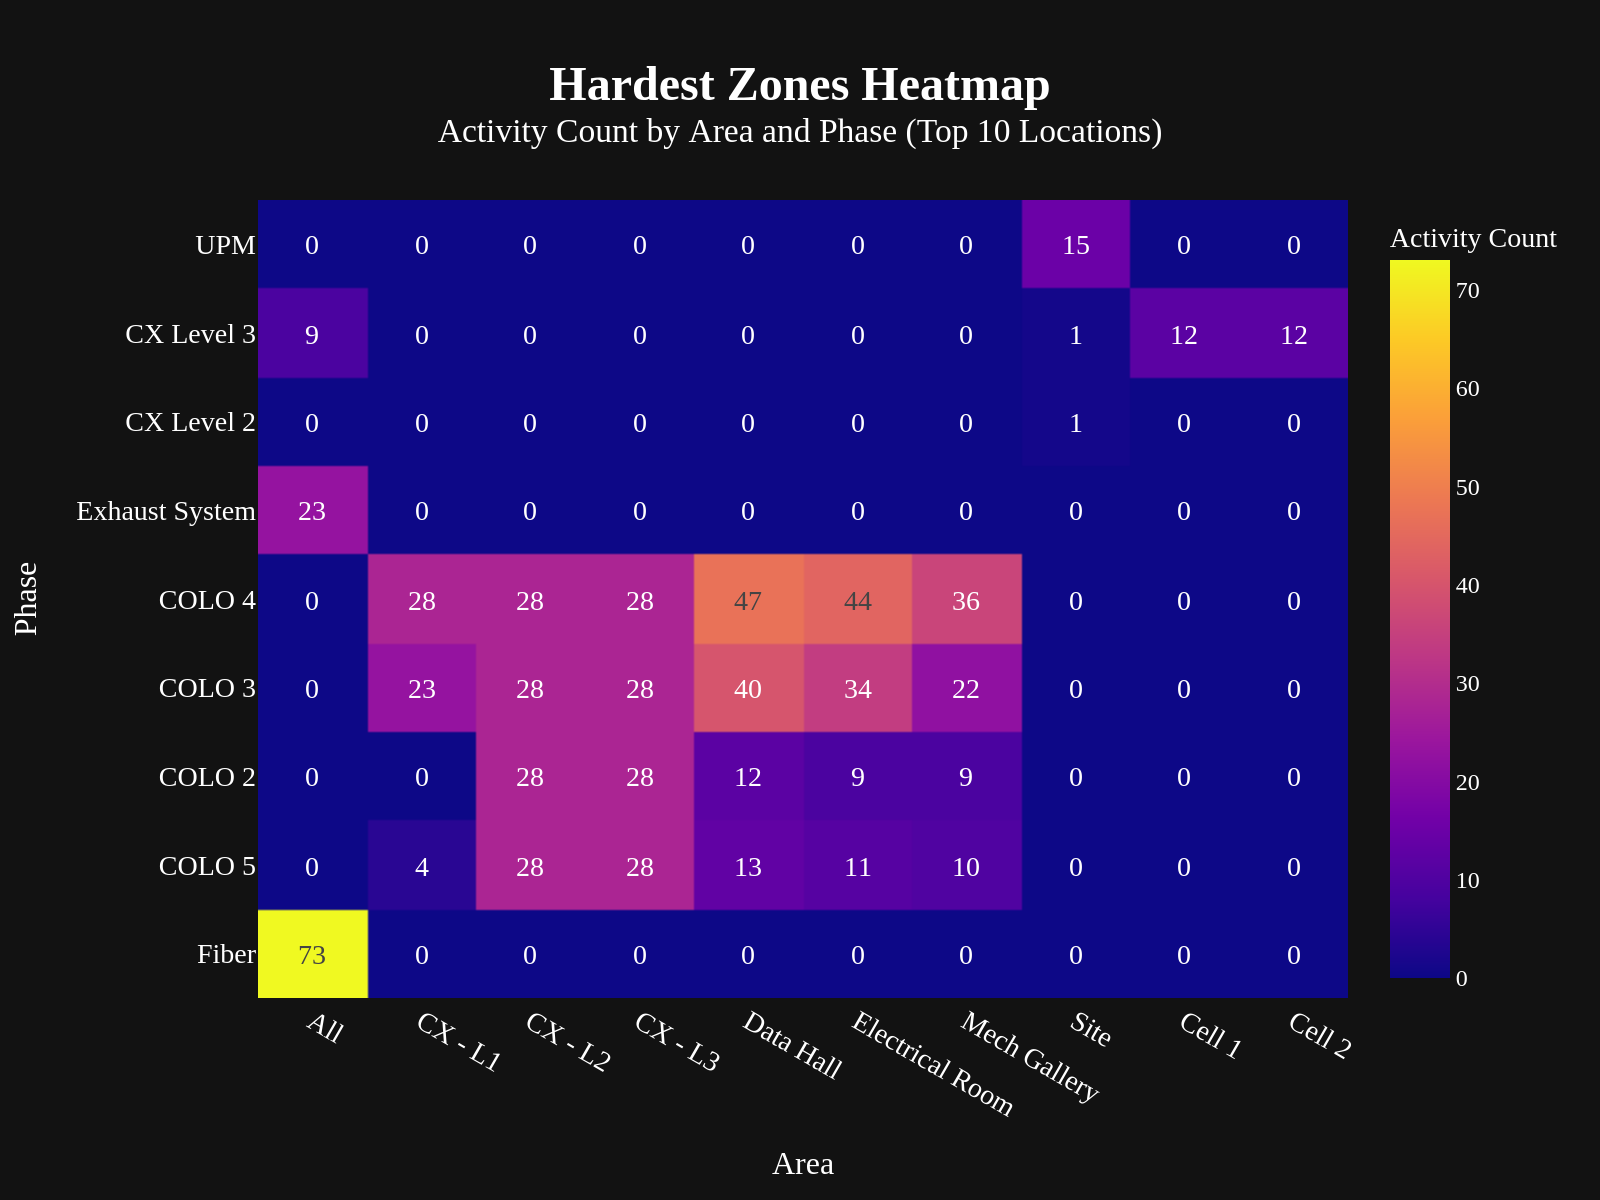 Hardest Zones Heatmap
Activity Count by Area and Phase (Top 10 Locations)
Activity Count
UPM 0 0 0 0 0 0 0 15 0 0
CX Level 3 9 0 0 0 0 0 0 1 12 12
CX Level 2 0 0 0 0 0 0 0 1 0 0
Exhaust System 23 0 0 0 0 0 0 0 0 0
COLO 4 0 28 28 28 47 44 36 0 0 0
COLO 3 0 23 28 28 40 34 22 0 0 0
COLO 2 0 0 28 28 12 9 9 0 0 0
COLO 5 0 4 28 28 13 11 10 0 0 0
Fiber 73 0 0 0 0 0 0 0 0 0
Phase
70
60
50
40
30
20
10
0
All
CX - L1
CX - L2
CX - L3
Data Hall
Electrical Room
Mech Gallery
Site
Cell 1
Cell 2
Area